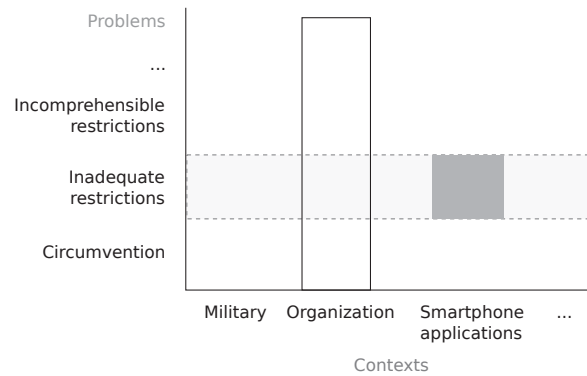 Problems
...
Incomprehensible
restrictions
Inadequate
restrictions
Circumvention
Military
Organization
Smartphone
applications
...
Contexts